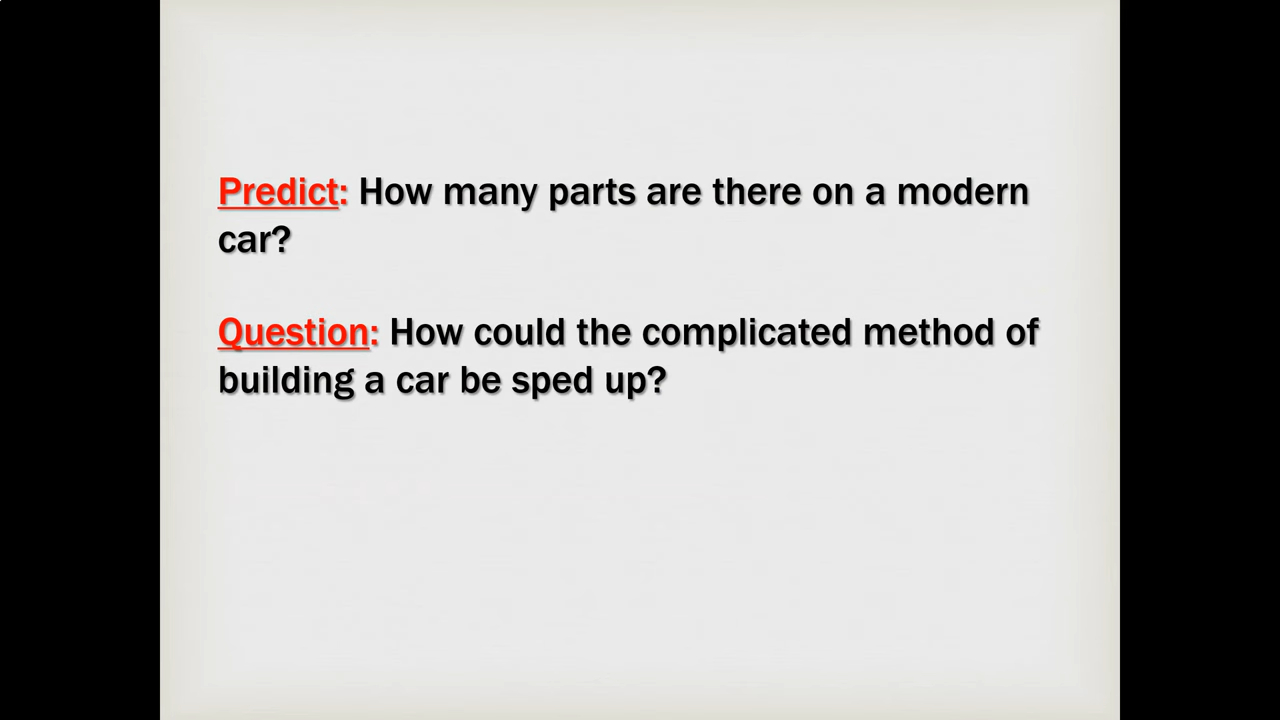 Predict: How many parts are there on a modern
car?
Question: How could the complicated method of
building a car be sped up?